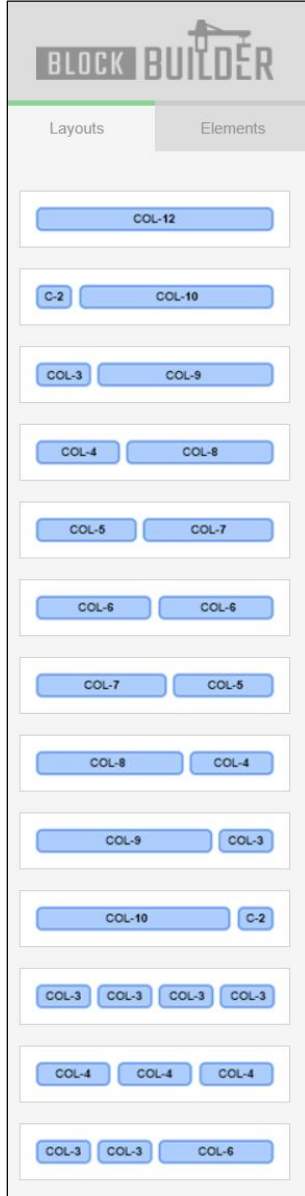 BLOCK BUILDER
Layouts Elements
COL-12
C-2 COL-10
COL-3 COL-9
COL-4 COL-8
COL-5 COL-7
COL-6 COL-6
COL-7 COL-5
COL-8 COL-4
COL-9 COL-3
COL-10 C-2
COL-3 COL-3 COL-3 COL-3
COL-4 COL-4 COL-4
COL-3 COL-3 COL-6